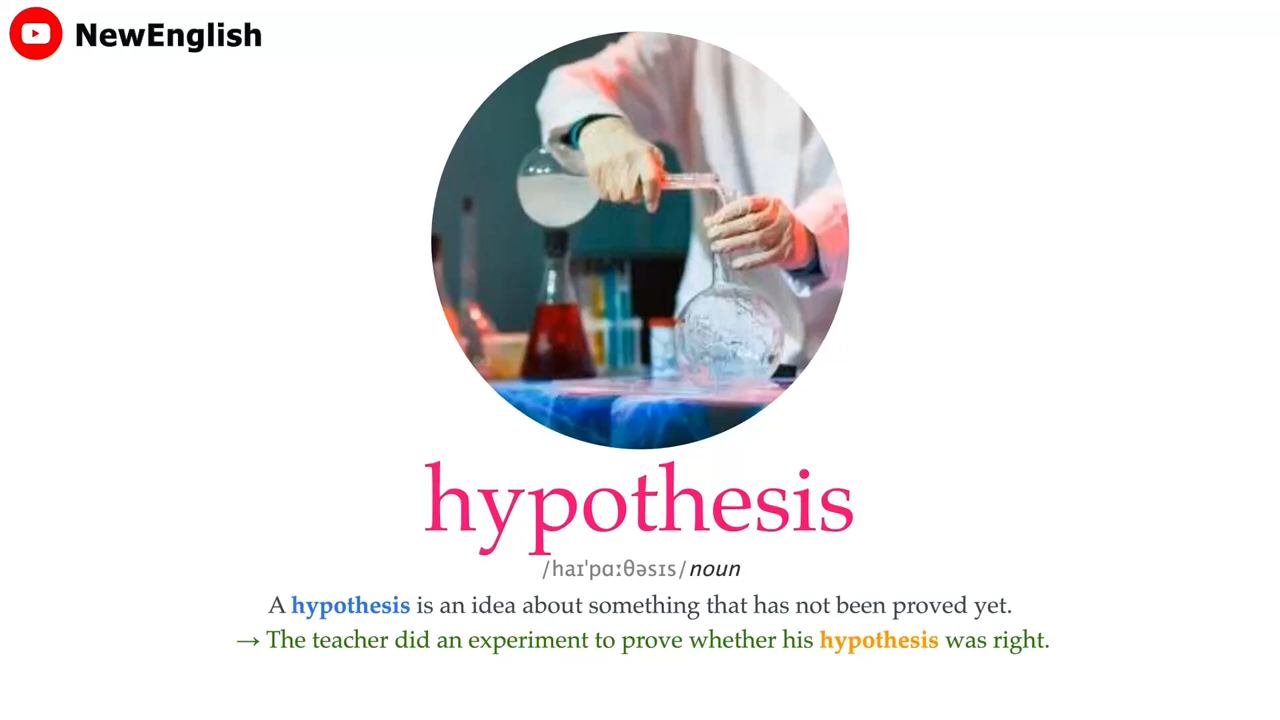 NewEnglish
hypothesis
/haɪˈpɑːθəsɪs/noun
A hypothesis is an idea about something that has not been proved yet.
→ The teacher did an experiment to prove whether his hypothesis was right.